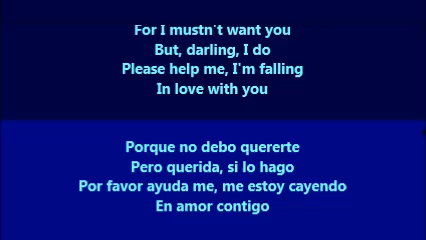 For I mustn't want you
But, darling, I do
Please help me, I'm falling
In love with you
Porque no debo quererte
Pero querida, si lo hago
Por favor ayuda me, me estoy cayendo
En amor contigo